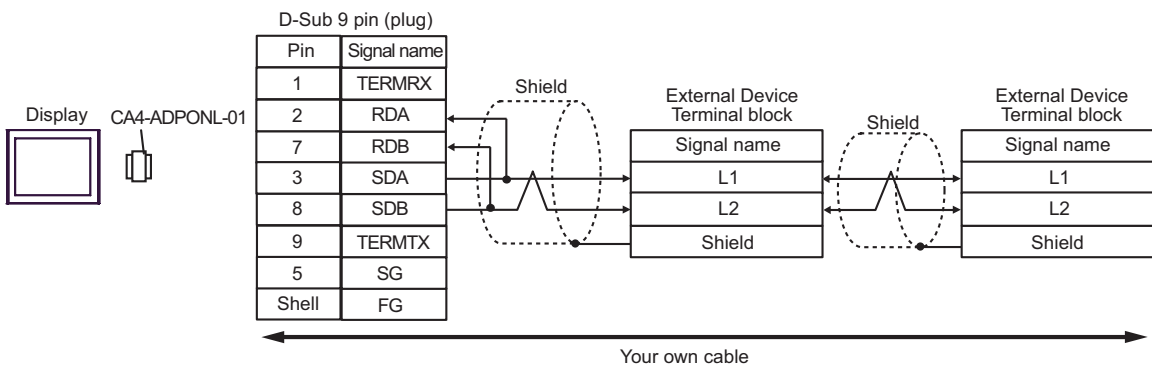 D-Sub 9 pin (plug)
Pin Signal name
1 TERMRX
2 RDA
7 RDB
3 SDA
8 SDB
9 TERMTX
5 SG
Shell FG
Display
CA4-ADPONL-01
Shield
External Device
Terminal block
Signal name
L1
L2
Shield
Shield
External Device
Terminal block
Signal name
L1
L2
Shield
Your own cable